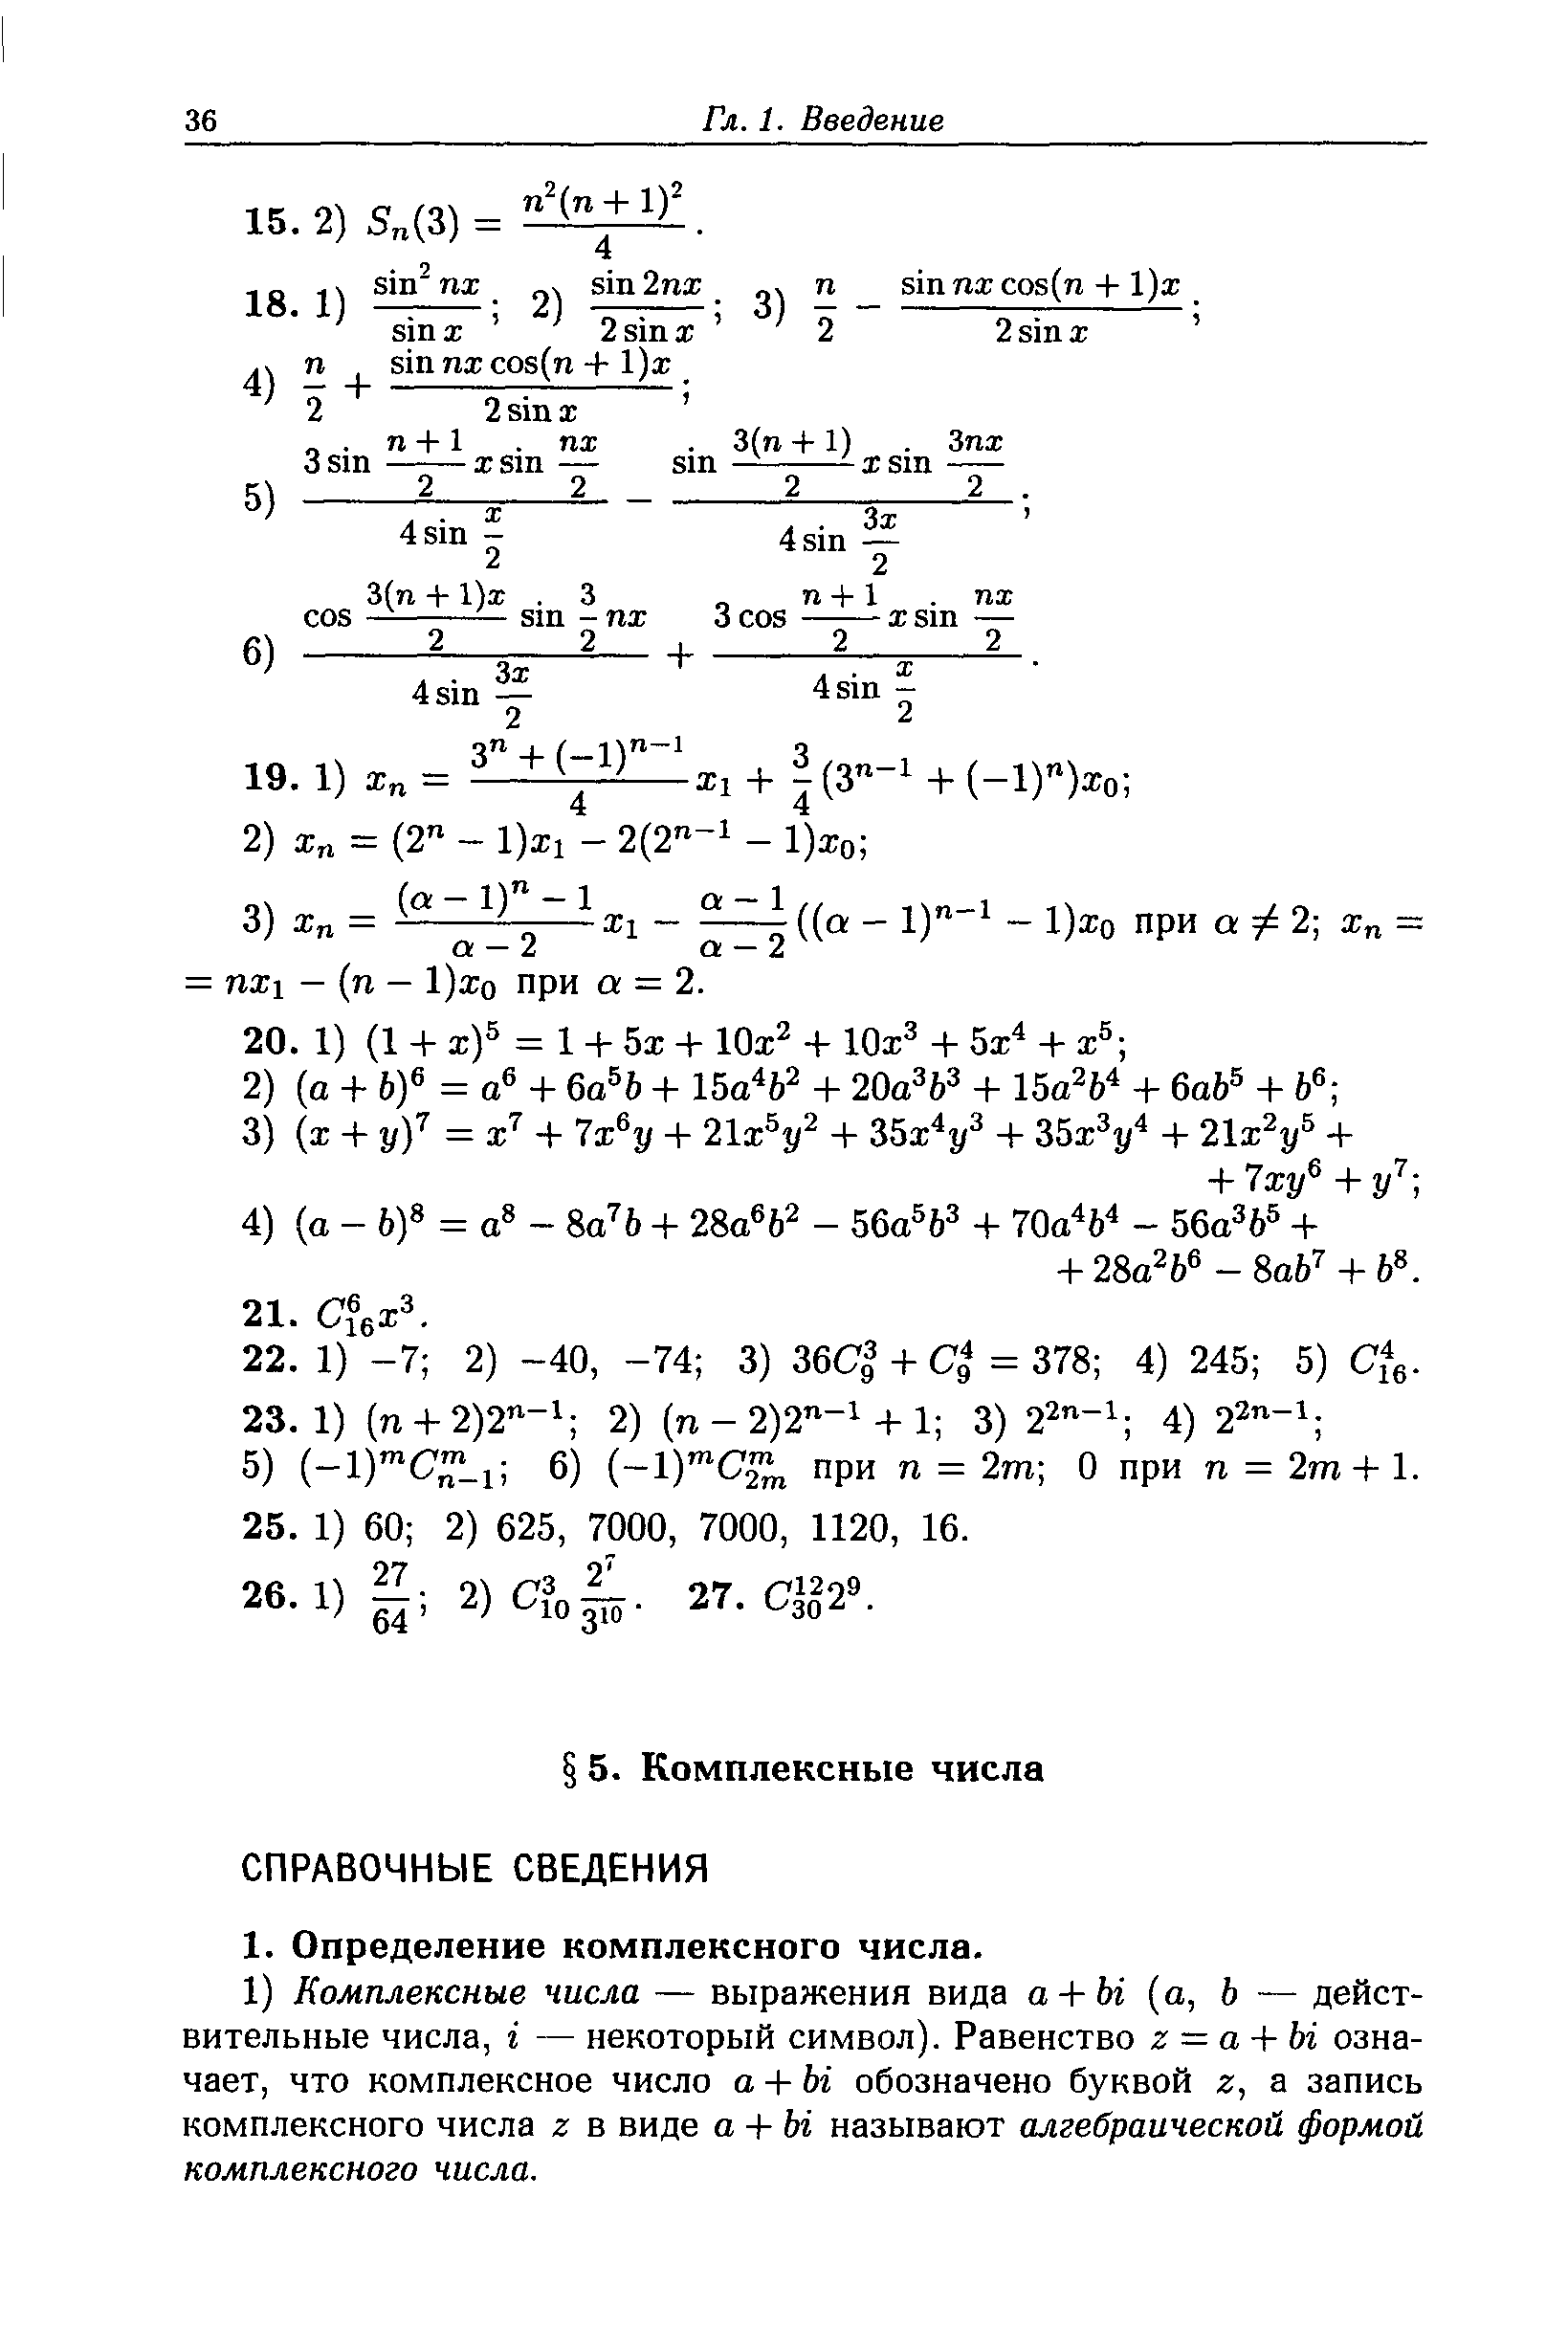 36 Гл. 1. Введение
15. 2) $S_n(3) = \frac{n^2(n+1)^2}{4}$.
18. 1) $\frac{\sin^2 nx}{\sin x}$; 2) $\frac{\sin 2nx}{2\sin x}$; 3) $\frac{n}{2} - \frac{\sin nx \cos(n+1)x}{2\sin x}$;
4) $\frac{n}{2} + \frac{\sin nx \cos(n+1)x}{2\sin x}$;
5) $\frac{3\sin\frac{n+1}{2}x\sin\frac{nx}{2}}{4\sin\frac{x}{2}} - \frac{\sin\frac{3(n+1)}{2}x\sin\frac{3nx}{2}}{4\sin\frac{3x}{2}}$;
6) $\frac{\cos\frac{3(n+1)x}{2}\sin\frac{3}{2}nx}{4\sin\frac{3x}{2}} + \frac{3\cos\frac{n+1}{2}x\sin\frac{nx}{2}}{4\sin\frac{x}{2}}$.
19. 1) $x_n = \frac{3^n+(-1)^{n-1}}{4}x_1 + \frac{3}{4}(3^{n-1}+(-1)^n)x_0$;
2) $x_n = (2^n-1)x_1 - 2(2^{n-1}-1)x_0$;
3) $x_n = \frac{(\alpha-1)^n-1}{\alpha-2}x_1 - \frac{\alpha-1}{\alpha-2}((\alpha-1)^{n-1}-1)x_0$ при $\alpha \neq 2$; $x_n =$
$= nx_1 - (n-1)x_0$ при $\alpha = 2$.
20. 1) $(1+x)^5 = 1+5x+10x^2+10x^3+5x^4+x^5$;
2) $(a+b)^6 = a^6+6a^5b+15a^4b^2+20a^3b^3+15a^2b^4+6ab^5+b^6$;
3) $(x+y)^7 = x^7+7x^6y+21x^5y^2+35x^4y^3+35x^3y^4+21x^2y^5+$
$+7xy^6+y^7$;
4) $(a-b)^8 = a^8-8a^7b+28a^6b^2-56a^5b^3+70a^4b^4-56a^3b^5+$
$+28a^2b^6-8ab^7+b^8$.
21. $C_{16}^6x^3$.
22. 1) −7; 2) −40, −74; 3) $36C_9^3+C_9^4=378$; 4) 245; 5) $C_{16}^4$.
23. 1) $(n+2)2^{n-1}$; 2) $(n-2)2^{n-1}+1$; 3) $2^{2n-1}$; 4) $2^{2n-1}$;
5) $(-1)^mC_{n-1}^m$; 6) $(-1)^mC_{2m}^m$ при $n=2m$; 0 при $n=2m+1$.
25. 1) 60; 2) 625, 7000, 7000, 1120, 16.
26. 1) $\frac{27}{64}$; 2) $C_{10}^3\frac{2^7}{3^{10}}$. 27. $C_{30}^{12}2^9$.
§ 5. Комплексные числа
СПРАВОЧНЫЕ СВЕДЕНИЯ
1. Определение комплексного числа.
1) Комплексные числа — выражения вида $a+bi$ ($a$, $b$ — дейст-
вительные числа, $i$ — некоторый символ). Равенство $z=a+bi$ озна-
чает, что комплексное число $a+bi$ обозначено буквой $z$, а запись
комплексного числа $z$ в виде $a+bi$ называют алгебраической формой
комплексного числа.